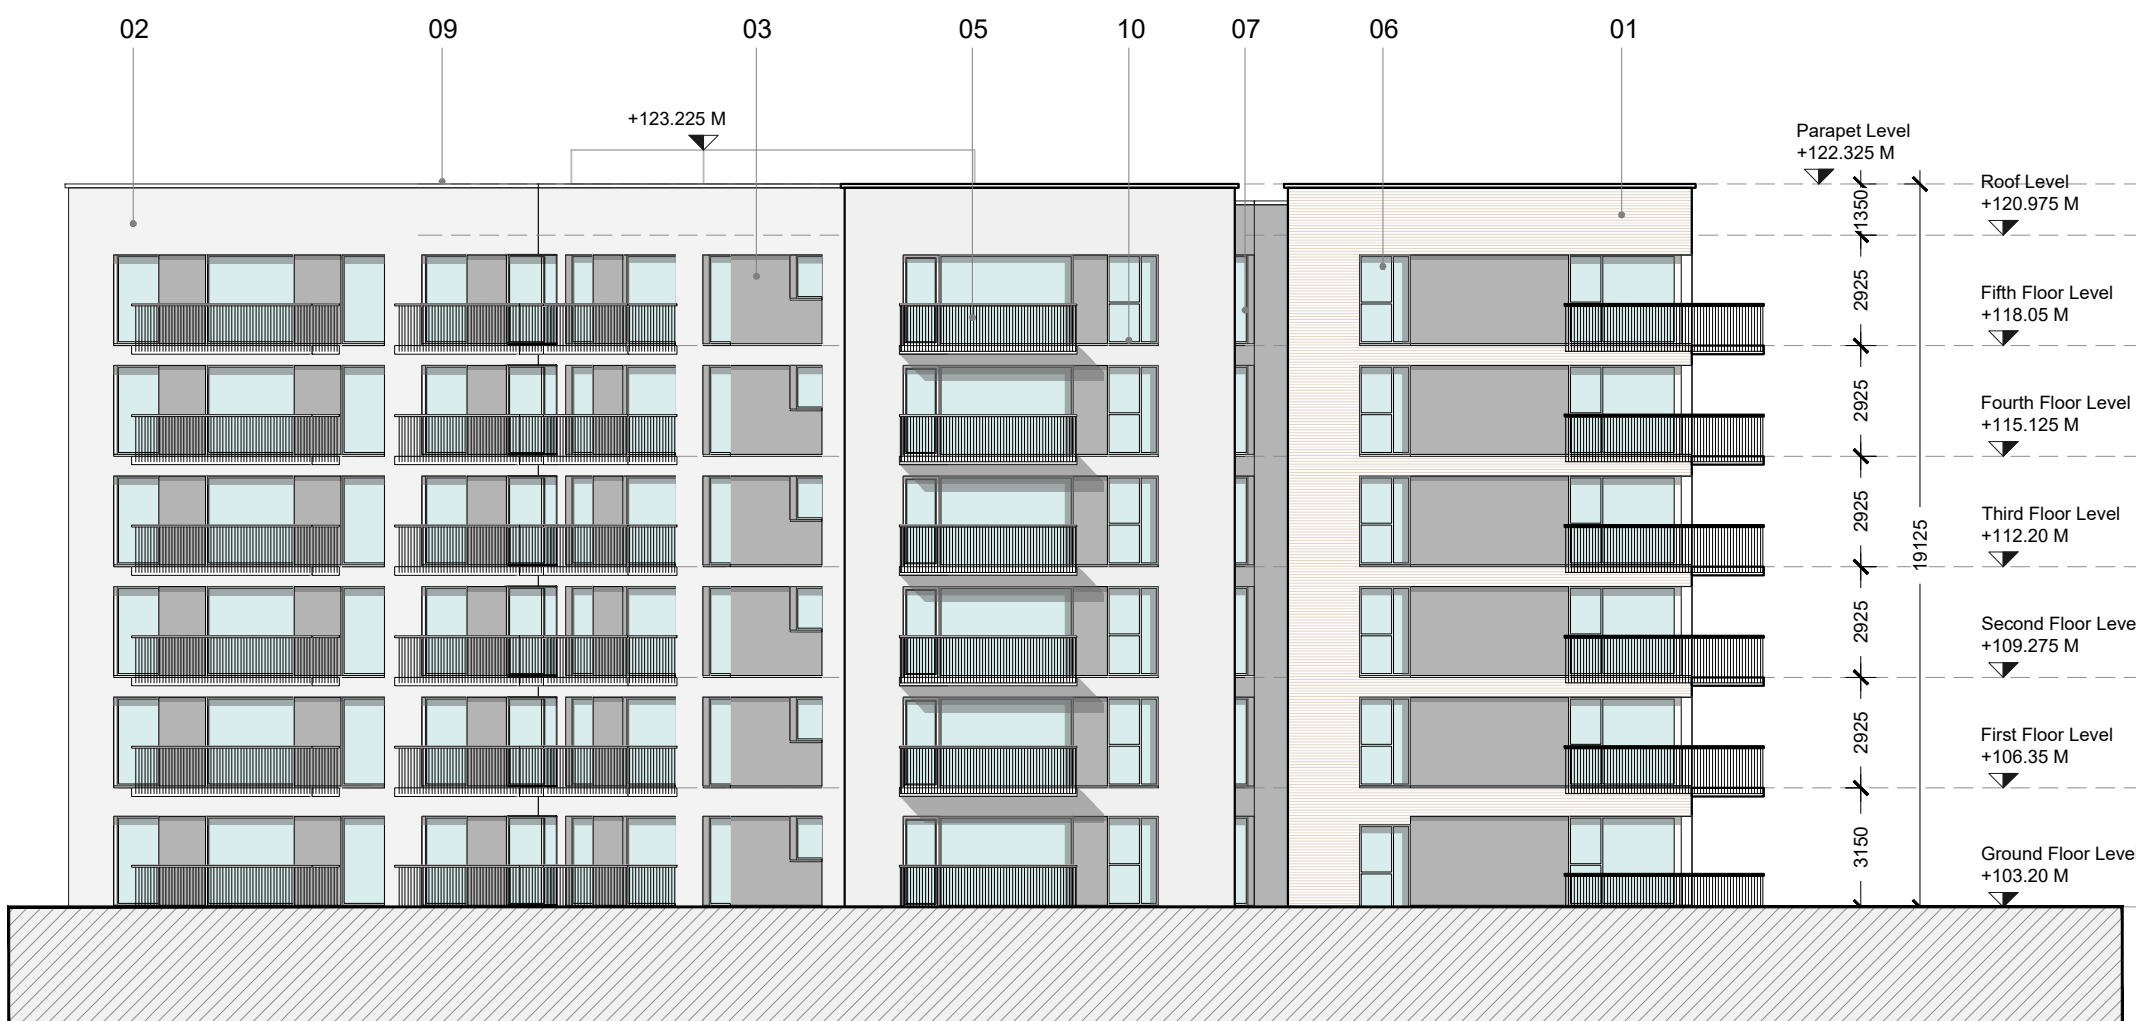 02 09 03 05 10 07 06 01
+123.225 M
Parapet Level
+122.325 M
Roof Level
+120.975 M
1350
Fifth Floor Level
+118.05 M
2925
Fourth Floor Level
+115.125 M
2925
Third Floor Level
+112.20 M
2925
19125
Second Floor Leve
+109.275 M
2925
First Floor Level
+106.35 M
2925
Ground Floor Level
+103.20 M
3150